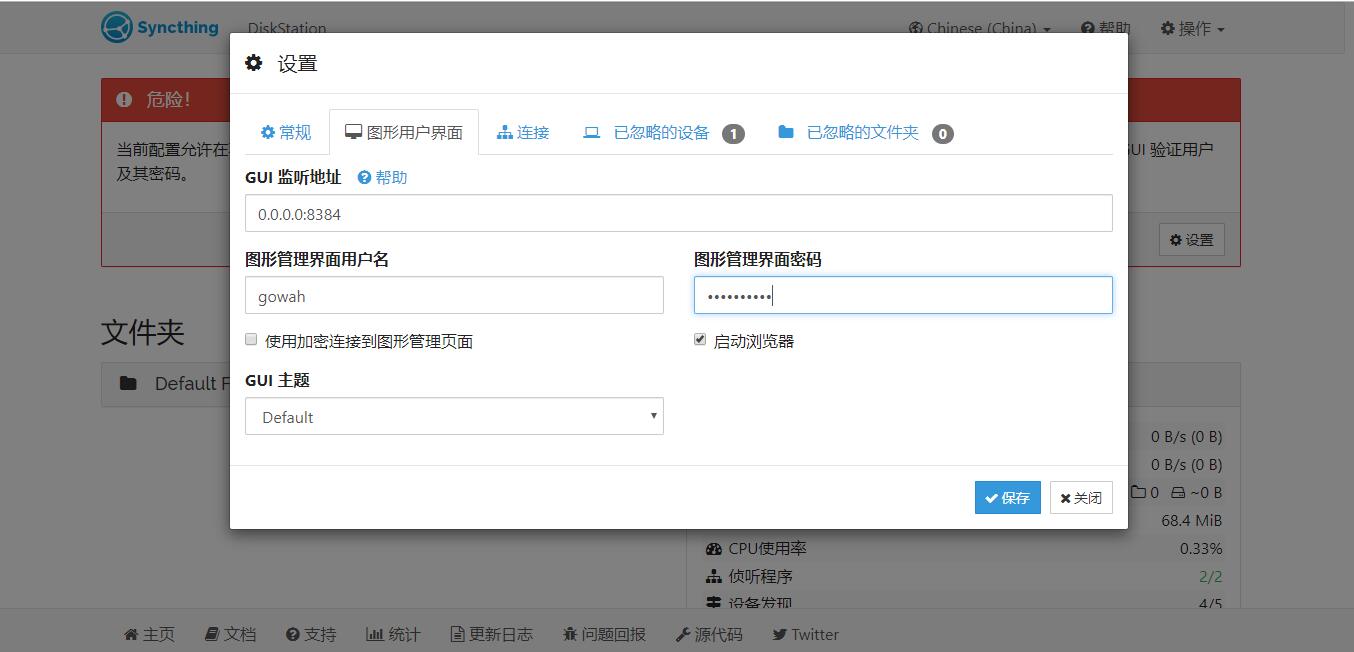 Syncthing DiskStation Chinese (China) 帮助 操作
设置
危险!
常规 图形用户界面 连接 已忽略的设备 1 已忽略的文件夹 0
当前配置允许在 GUI 验证用户
及其密码。
GUI 监听地址 帮助
0.0.0.0:8384
设置
图形管理界面用户名 图形管理界面密码
gowah ••••••••••
使用加密连接到图形管理页面 启动浏览器
文件夹
GUI 主题
Default F
Default
0 B/s (0 B)
0 B/s (0 B)
保存 关闭
0 ~0 B
68.4 MiB
CPU使用率 0.33%
侦听程序 2/2
设备发现 4/5
主页 文档 支持 统计 更新日志 问题回报 源代码 Twitter